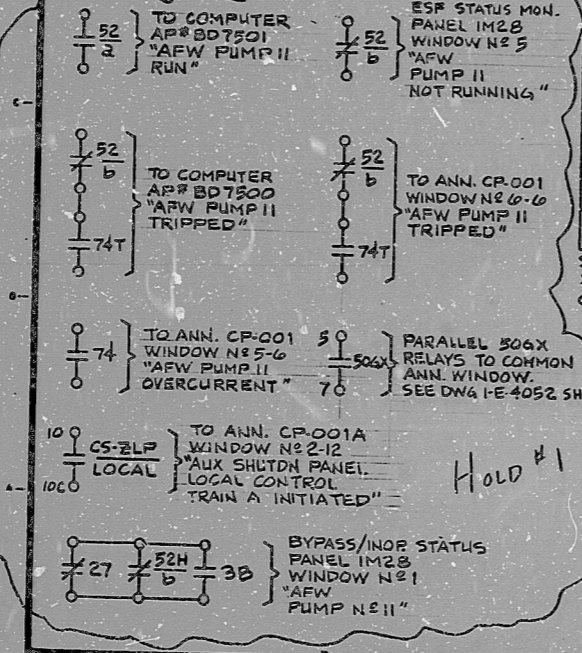 52
a
TO COMPUTER
AP# BD7501
"AFW PUMP 11
RUN"
52
b
ESF STATUS MON.
PANEL 1M28
WINDOW Nº 5
"AFW
PUMP 11
NOT RUNNING"
C
52
b
74T
TO COMPUTER
AP# BD7500
"AFW PUMP 11
TRIPPED"
52
b
74T
TO ANN. CP-001
WINDOW Nº 6-6
"AFW PUMP 11
TRIPPED"
B
74
TO ANN. CP-001
WINDOW Nº 5-6
"AFW PUMP 11
OVERCURRENT"
5
50GX
7
PARALLEL 50GX
RELAYS TO COMMON
ANN. WINDOW.
SEE DWG 1-E-4052 SH
10
CS-ZLP
LOCAL
10C
TO ANN. CP-001A
WINDOW Nº 2-12
"AUX SHUTDN PANEL
LOCAL CONTROL
TRAIN A INITIATED"
HOLD #1
A
27
52H
b
3B
BYPASS/INOP STATUS
PANEL 1M28
WINDOW Nº 1
"AFW
PUMP Nº 11"